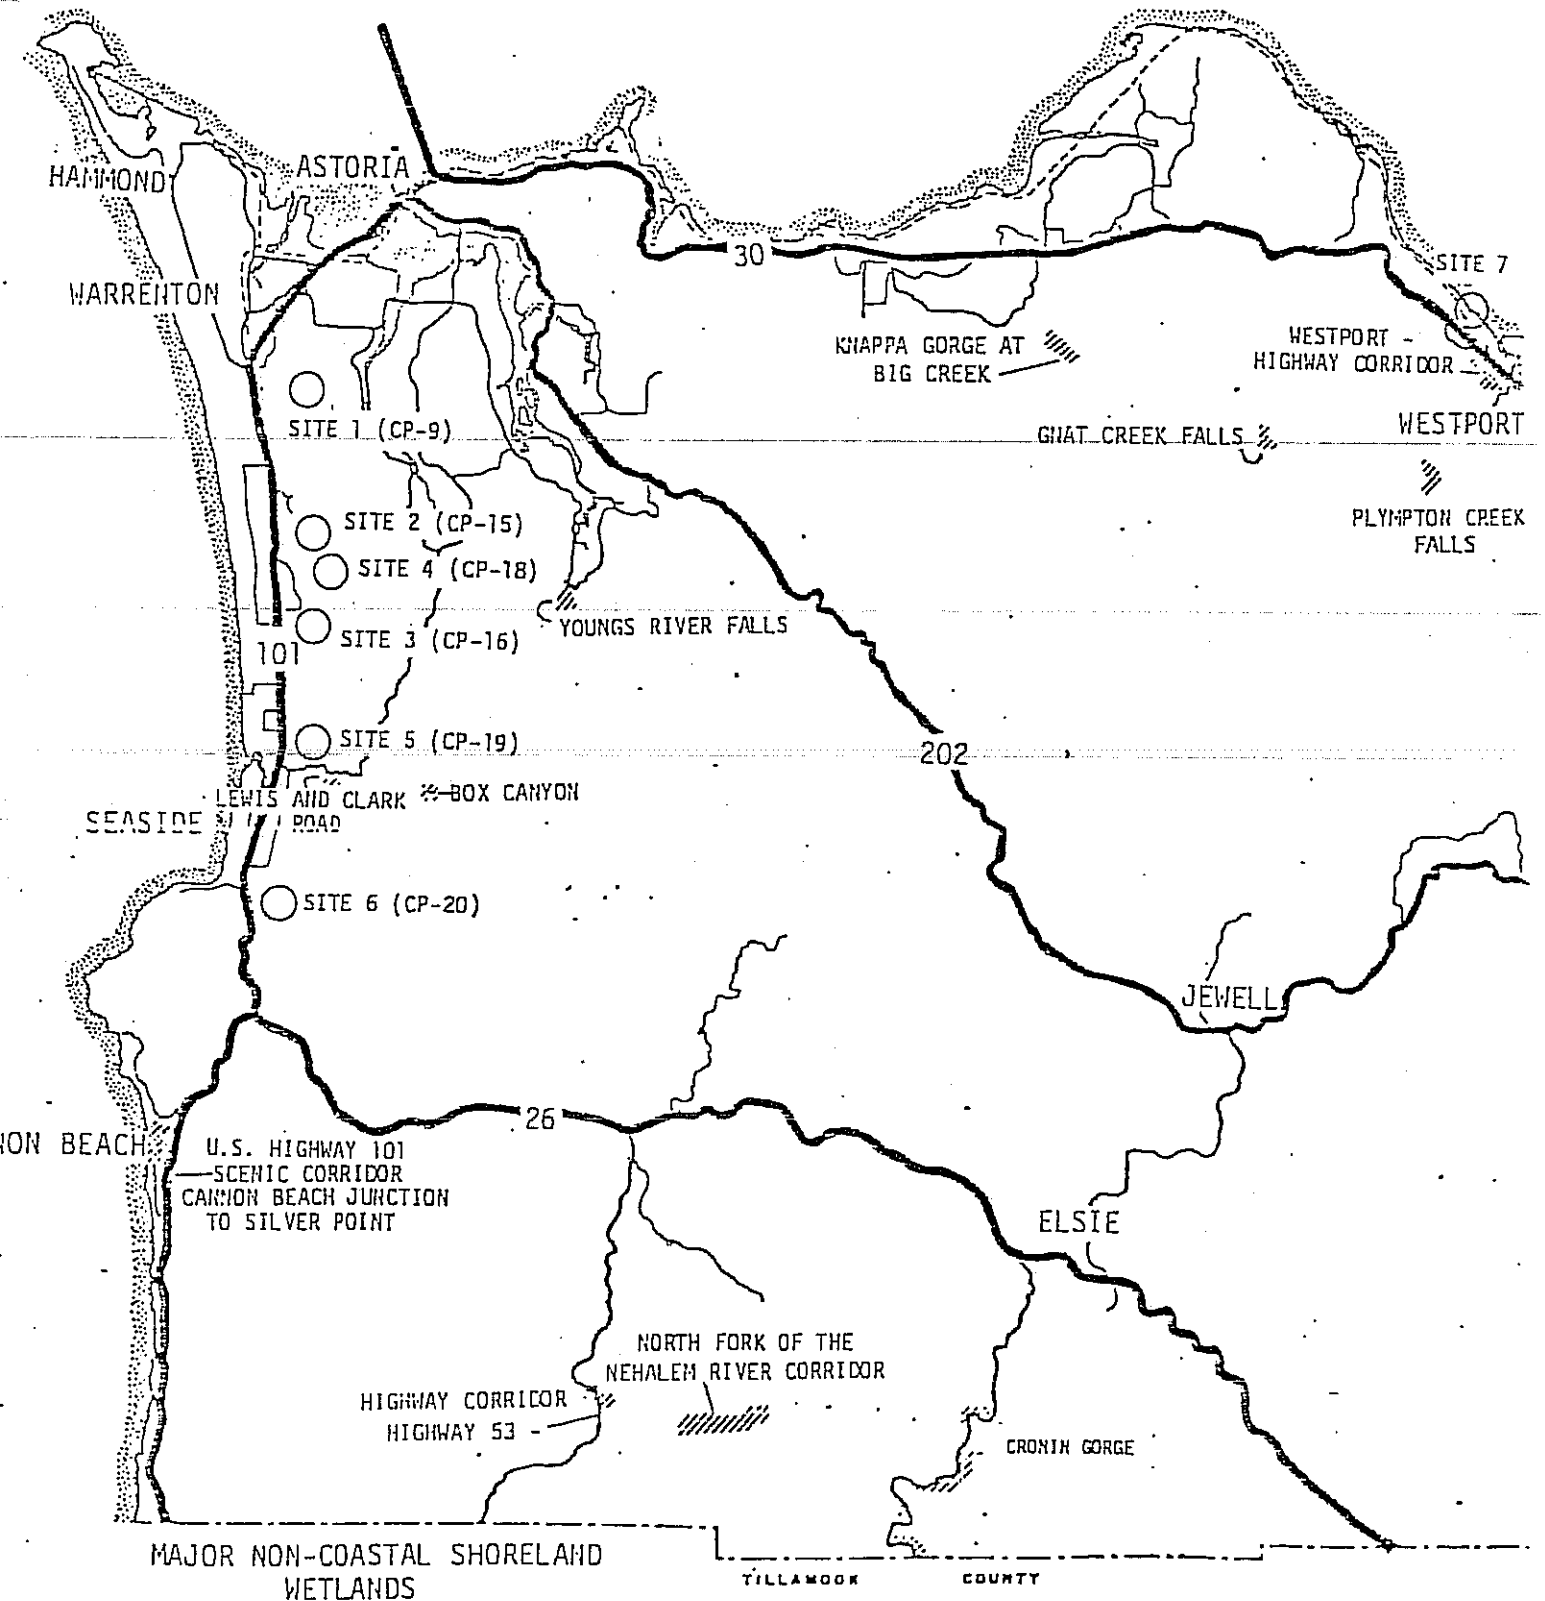 HAMMOND
ASTORIA
WARRENTON
30
SITE 7
KNAPPA GORGE AT
BIG CREEK
WESTPORT -
HIGHWAY CORRIDOR
WESTPORT
SITE 1 (CP-9)
GNAT CREEK FALLS
SITE 2 (CP-15)
PLYMPTON CREEK
FALLS
SITE 4 (CP-18)
YOUNGS RIVER FALLS
SITE 3 (CP-16)
101
SITE 5 (CP-19)
202
LEWIS AND CLARK
ROAD
BOX CANYON
SEASIDE
SITE 6 (CP-20)
JEWELL
26
NON BEACH
U.S. HIGHWAY 101
SCENIC CORRIDOR
CANNON BEACH JUNCTION
TO SILVER POINT
ELSIE
NORTH FORK OF THE
NEHALEM RIVER CORRIDOR
HIGHWAY CORRIDOR
HIGHWAY 53 -
CRONIN GORGE
MAJOR NON-COASTAL SHORELAND
WETLANDS
TILLAMOOK COUNTY